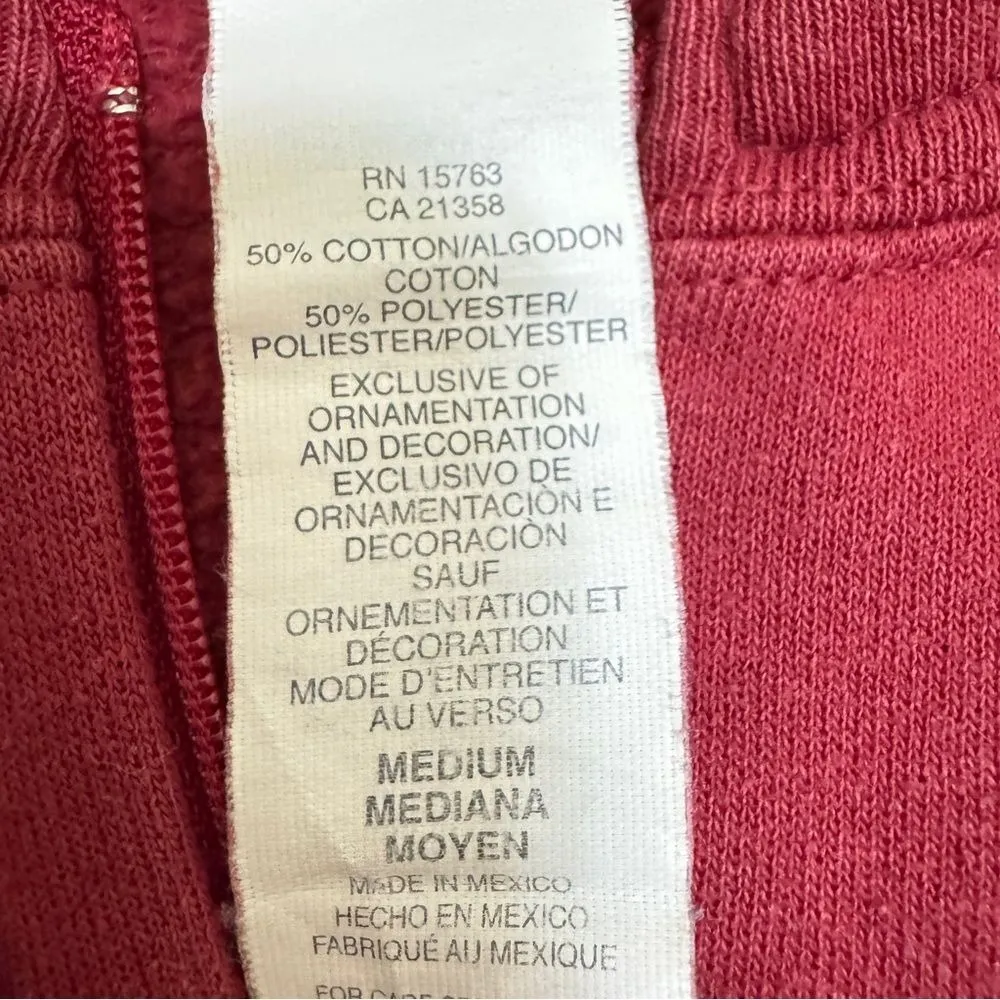 RN 15763
CA 21358
50% COTTON/ALGODON
COTON
50% POLYESTER/
POLIESTER/POLYESTER
EXCLUSIVE OF
ORNAMENTATION
AND DECORATION/
EXCLUSIVO DE
ORNAMENTACIÒN E
DECORACIÒN
SAUF
ORNEMENTATION ET
DÉCORATION
MODE D'ENTRETIEN
AU VERSO
MEDIUM
MEDIANA
MOYEN
MADE IN MEXICO
HECHO EN MEXICO
FABRIQUÉ AU MEXIQUE
FOR CARE